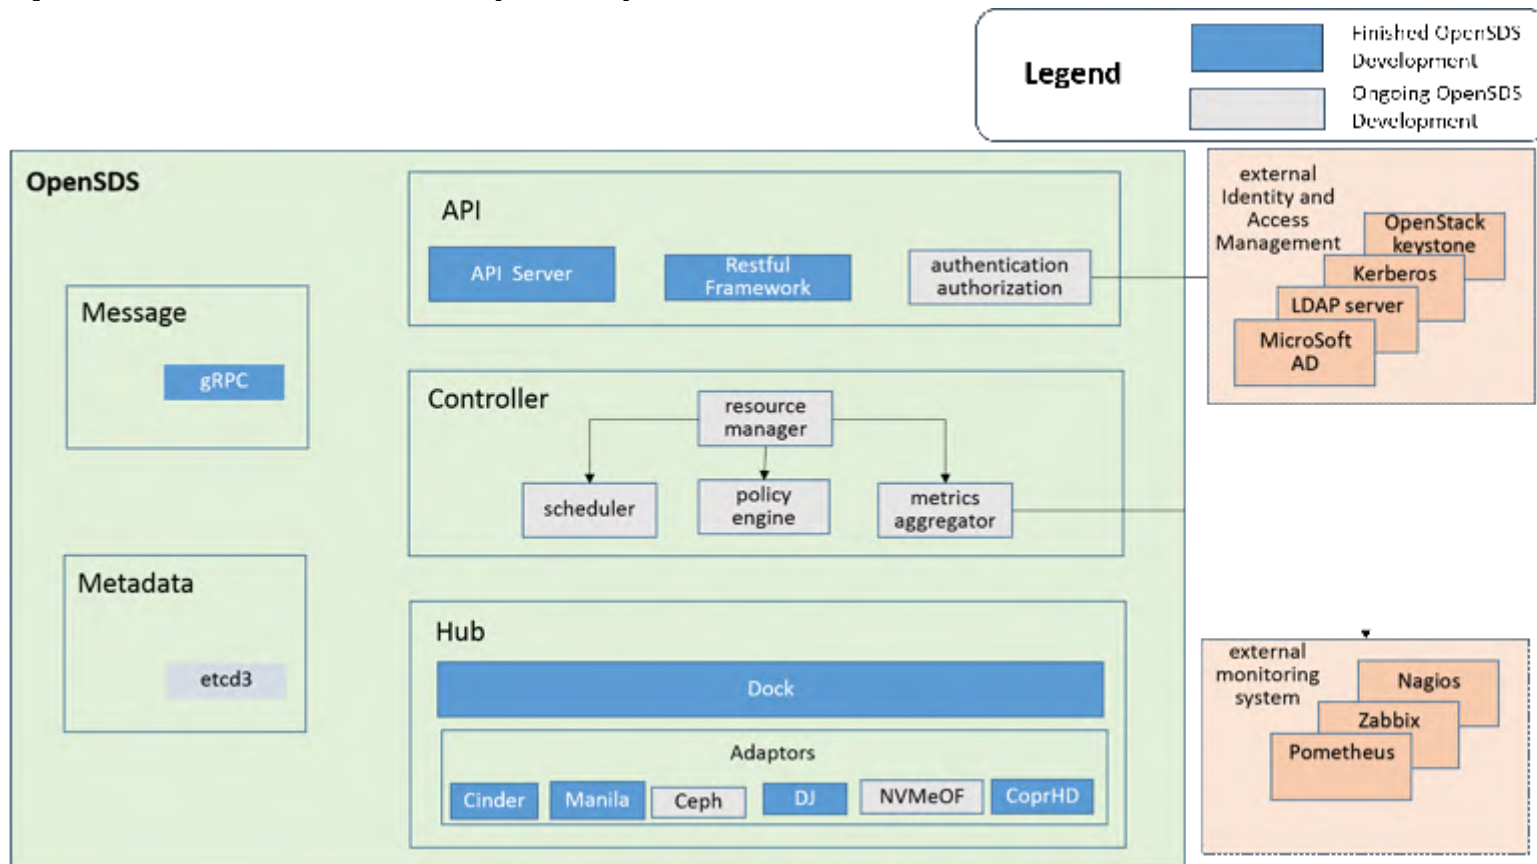 Legend
Finished OpenSDS
Development
Ongoing OpenSDS
Development
OpenSDS
Message
gRPC
Metadata
etcd3
API
API Server
Restful
Framework
authentication
authorization
Controller
resource
manager
scheduler
policy
engine
metrics
aggregator
Hub
Dock
Adaptors
Cinder
Manila
Ceph
DJ
NVMeOF
CoprHD
external
Identity and
Access
Management
OpenStack
keystone
Kerberos
LDAP server
MicroSoft
AD
external
monitoring
system
Nagios
Zabbix
Pometheus